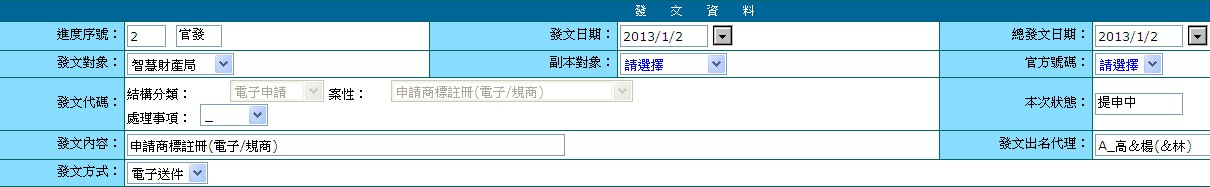 發 文 資 料
進度序號： 2 官發 發文日期： 2013/1/2 總發文日期： 2013/1/2
發文對象： 智慧財產局 副本對象： 請選擇 官方號碼： 請選擇
發文代碼： 結構分類： 電子申請 案性： 申請商標註冊(電子/規商) 本次狀態： 提申中
處理事項： _
發文內容： 申請商標註冊(電子/規商) 發文出名代理： A_高&楊(&林)
發文方式： 電子送件